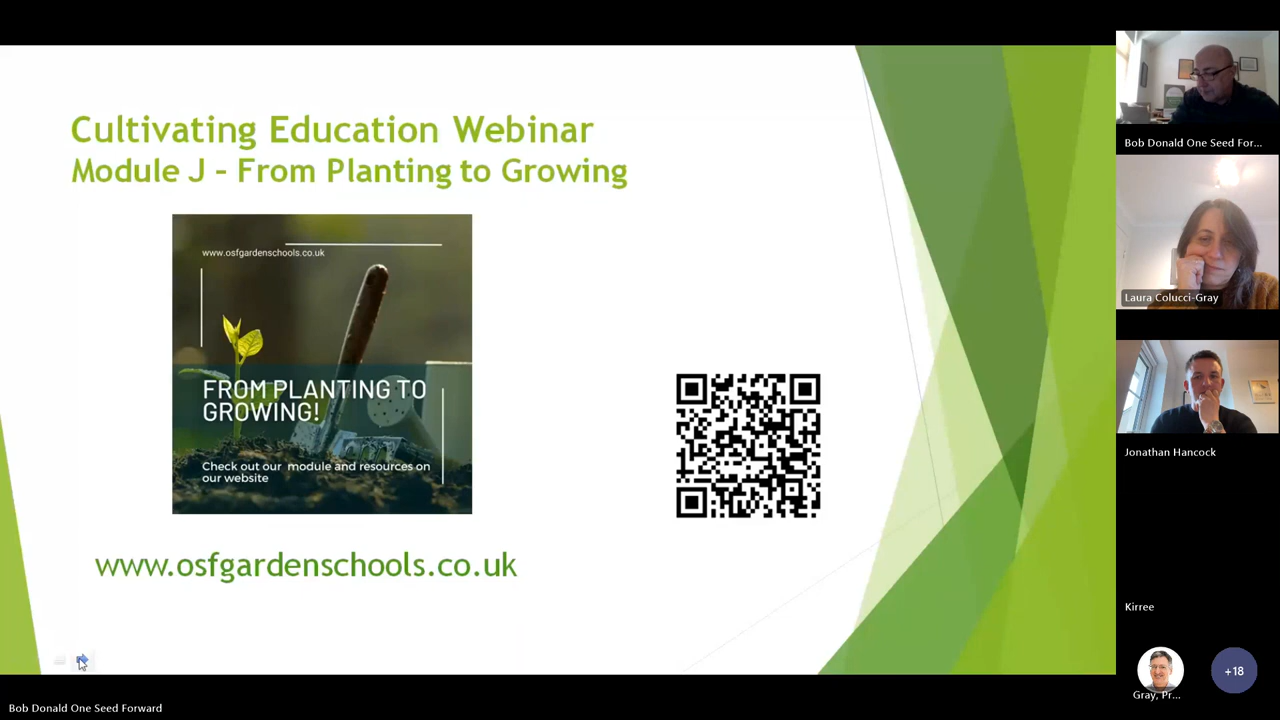 Cultivating Education Webinar
Module J – From Planting to Growing
www.osfgardenschools.co.uk
FROM PLANTING TO
GROWING!
Check out our module and resources on
our website
www.osfgardenschools.co.uk
Bob Donald One Seed For...
Laura Colucci-Gray
Jonathan Hancock
Kirree
Gray, Pr...
+18
Bob Donald One Seed Forward